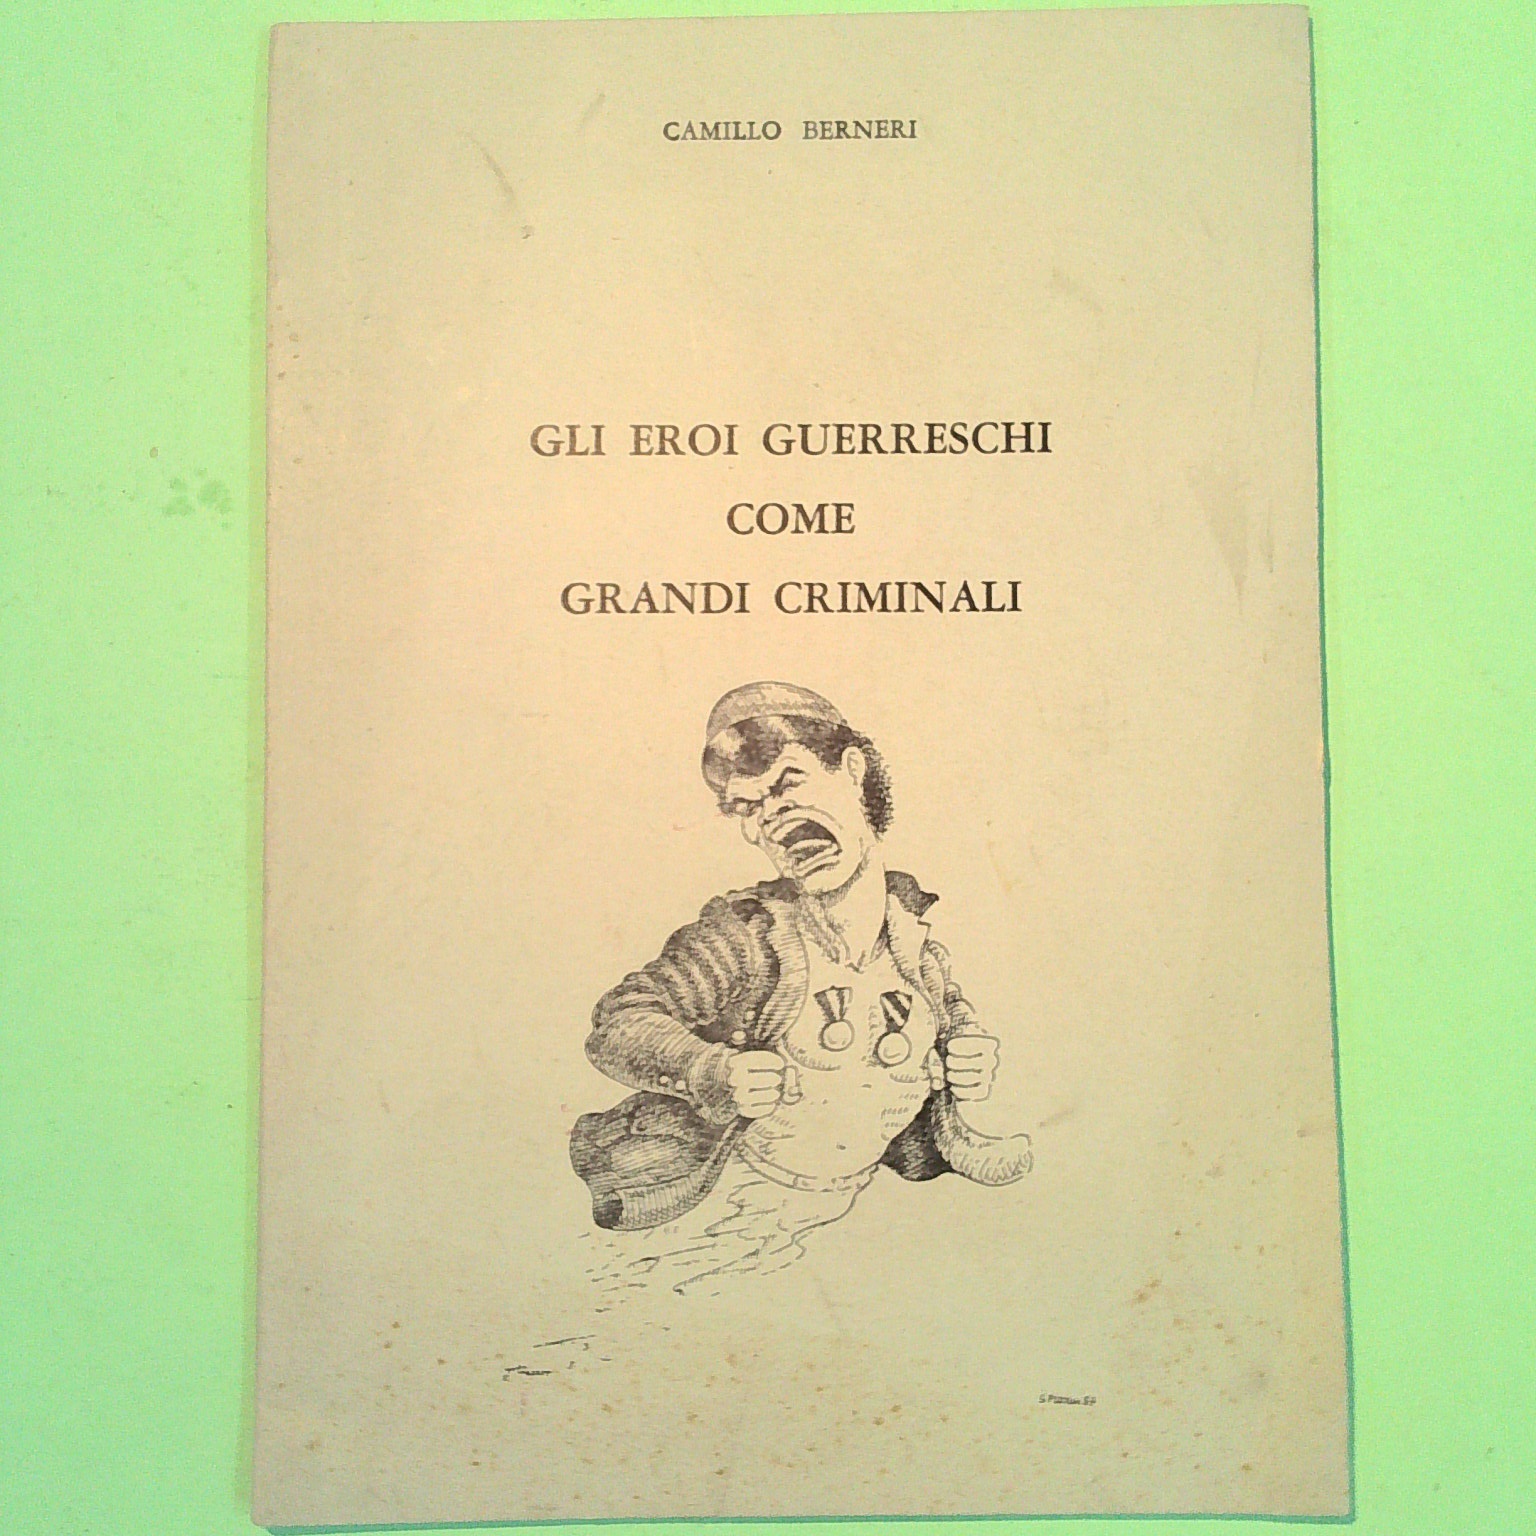 CAMILLO BERNERI
GLI EROI GUERRESCHI
COME
GRANDI CRIMINALI